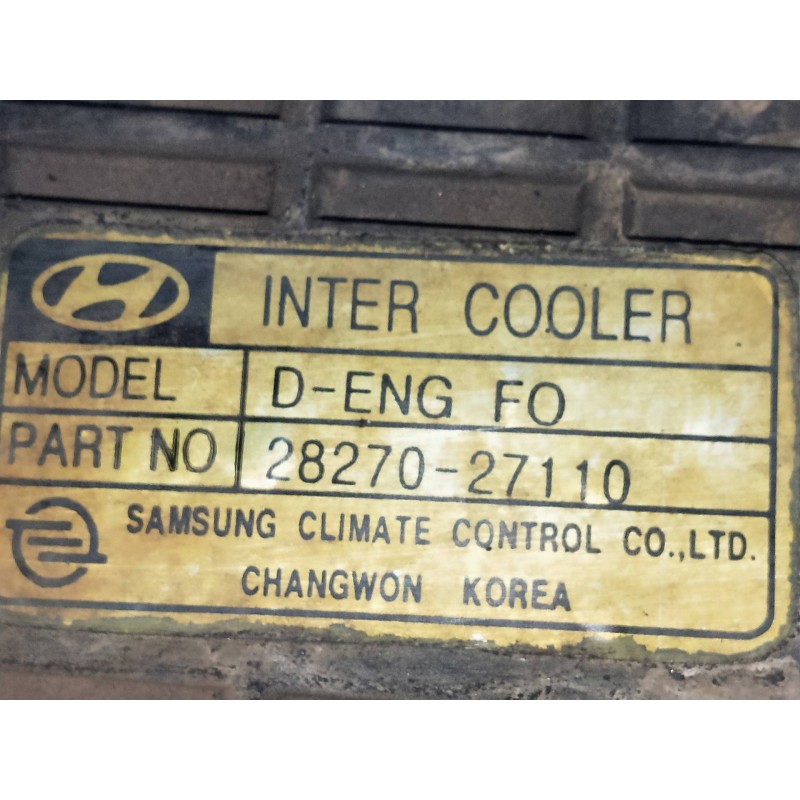 INTER COOLER
MODEL D-ENG FO
PART NO 28270-27110
SAMSUNG CLIMATE CONTROL CO.,LTD.
CHANGWON KOREA